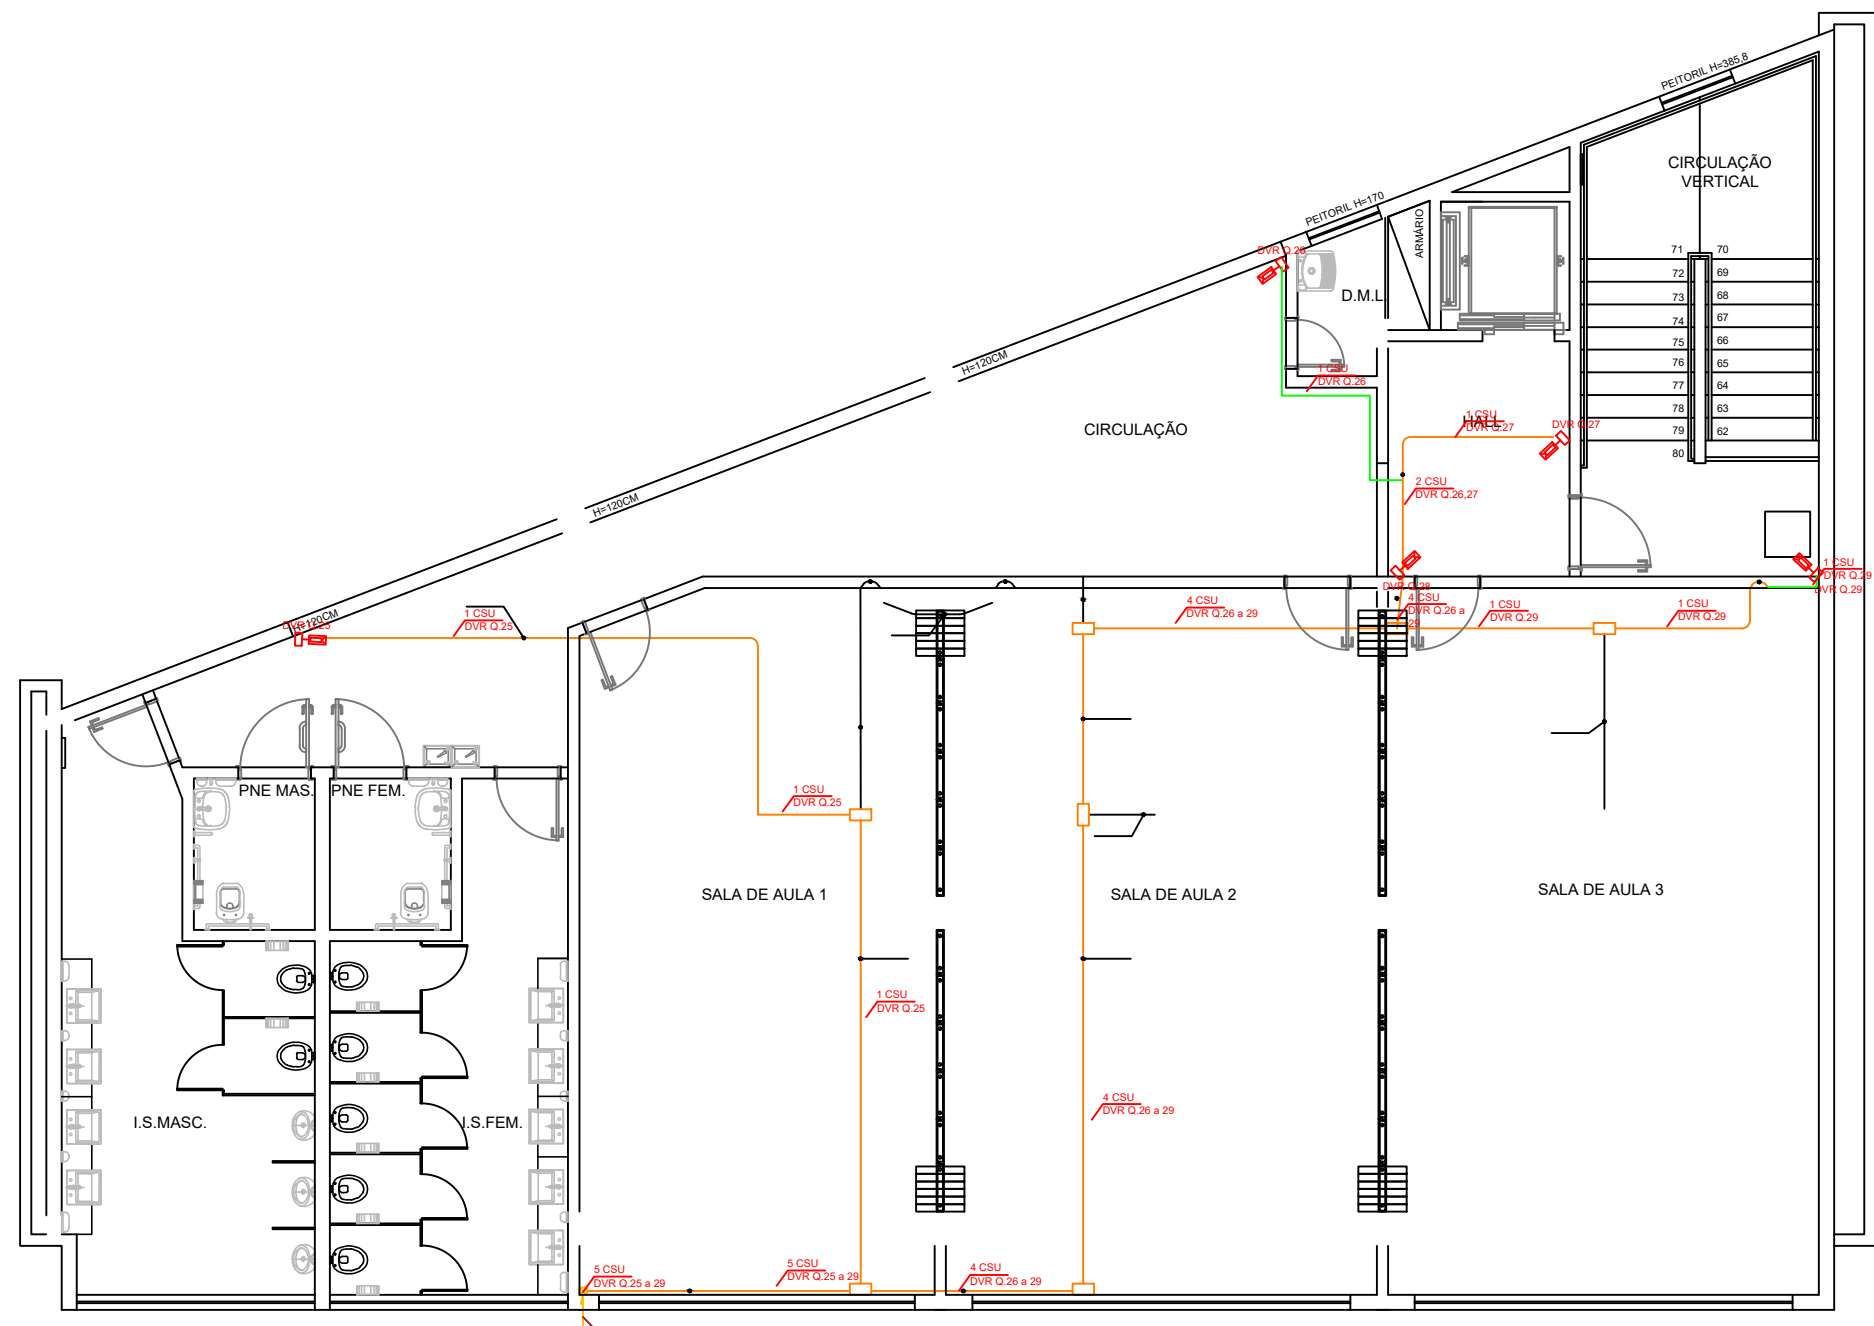 PEITORIL H=385,8
CIRCULAÇÃO
VERTICAL
PEITORIL H=170
ARMÁRIO
DVR Q.26
D.M.L.
71 70
72 69
73 68
74 67
75 66
76 65
77 64
78 63
79 62
80
H=120CM
1 CSU
DVR Q.26
CIRCULAÇÃO
1 CSU
HALL
DVR Q.27
DVR Q.27
2 CSU
DVR Q.26,27
H=120CM
1 CSU
DVR Q.29
DVR Q.29
DVR Q.28
H=120CM
DVR Q.25
1 CSU
DVR Q.25
4 CSU
DVR Q.26 a 29
4 CSU
DVR Q.26 a
29
1 CSU
DVR Q.29
1 CSU
DVR Q.29
PNE MAS.
PNE FEM.
1 CSU
DVR Q.25
SALA DE AULA 1
SALA DE AULA 2
SALA DE AULA 3
1 CSU
DVR Q.25
4 CSU
DVR Q.26 a 29
I.S.MASC.
I.S.FEM.
5 CSU
DVR Q.25 a 29
5 CSU
DVR Q.25 a 29
4 CSU
DVR Q.26 a 29